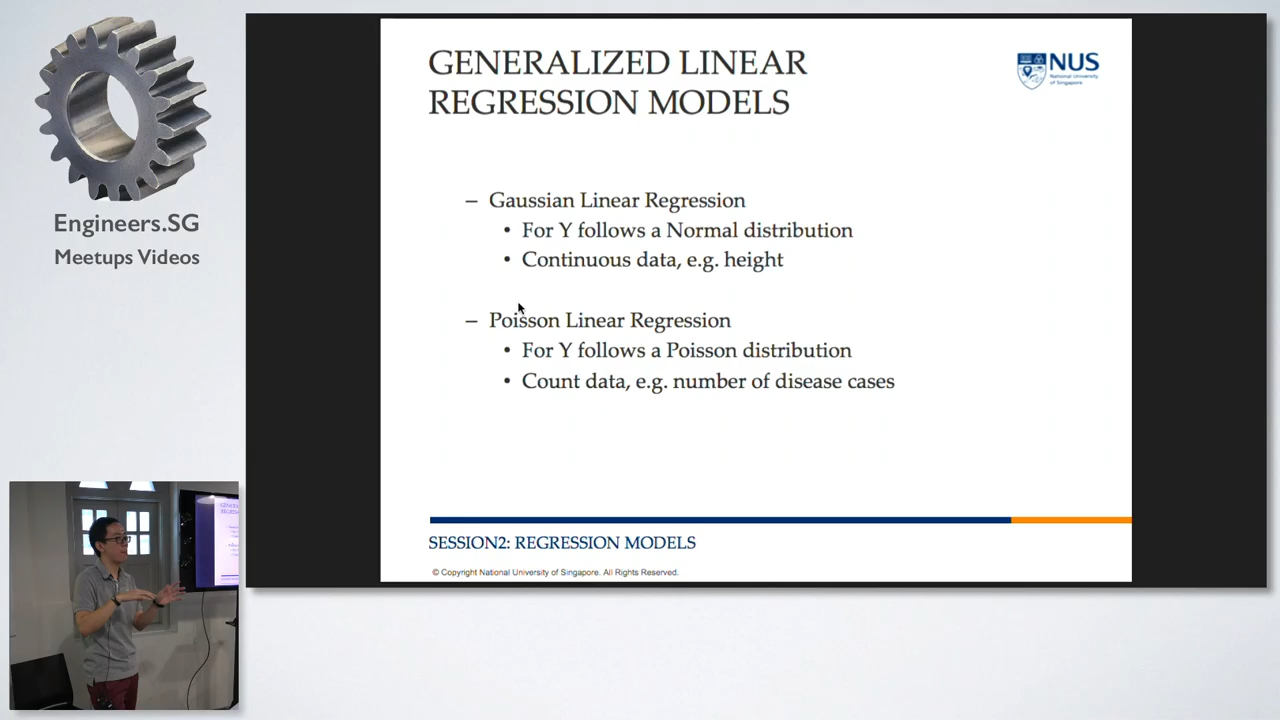 Engineers.SG
Meetups Videos
GENERALIZED LINEAR
REGRESSION MODELS
NUS
National University
of Singapore
– Gaussian Linear Regression
• For Y follows a Normal distribution
• Continuous data, e.g. height
– Poisson Linear Regression
• For Y follows a Poisson distribution
• Count data, e.g. number of disease cases
SESSION2: REGRESSION MODELS
© Copyright National University of Singapore. All Rights Reserved.